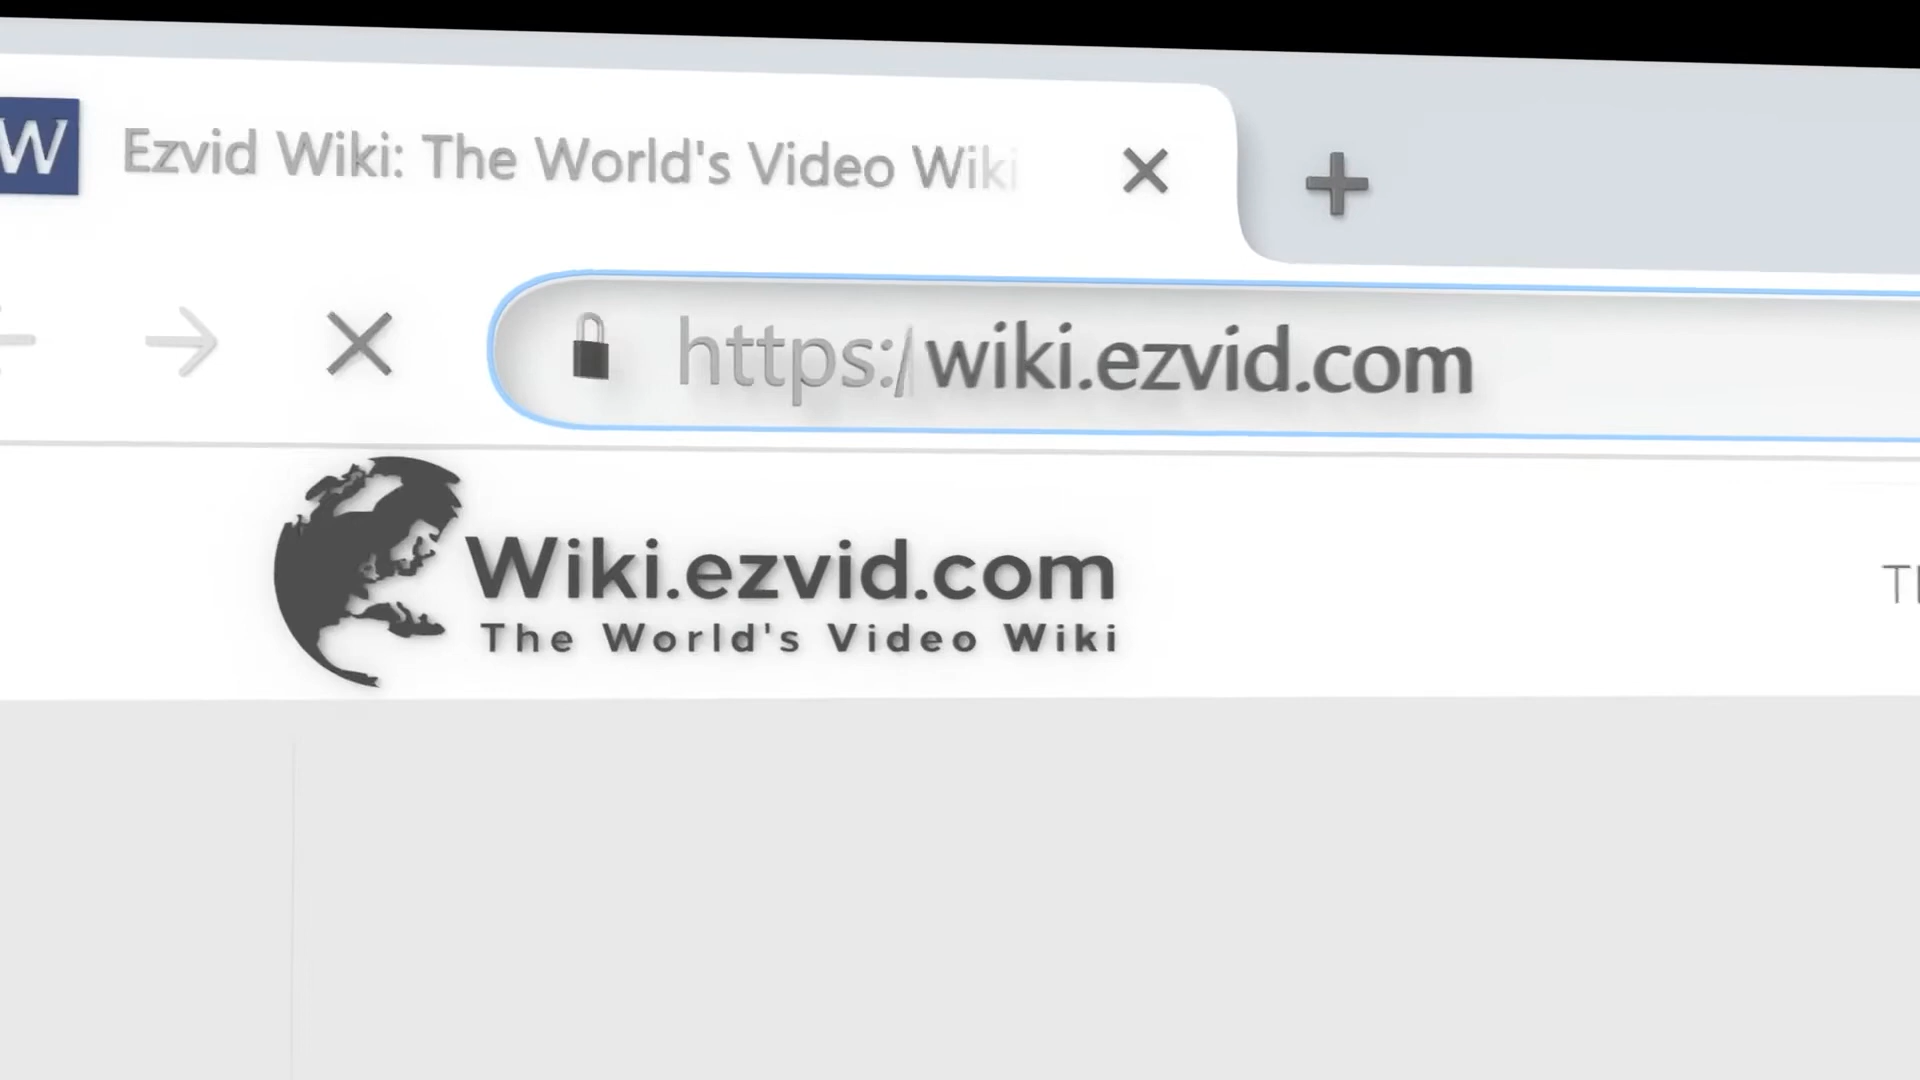 W Ezvid Wiki: The World's Video Wiki
https:/wiki.ezvid.com
Wiki.ezvid.com
The World's Video Wiki